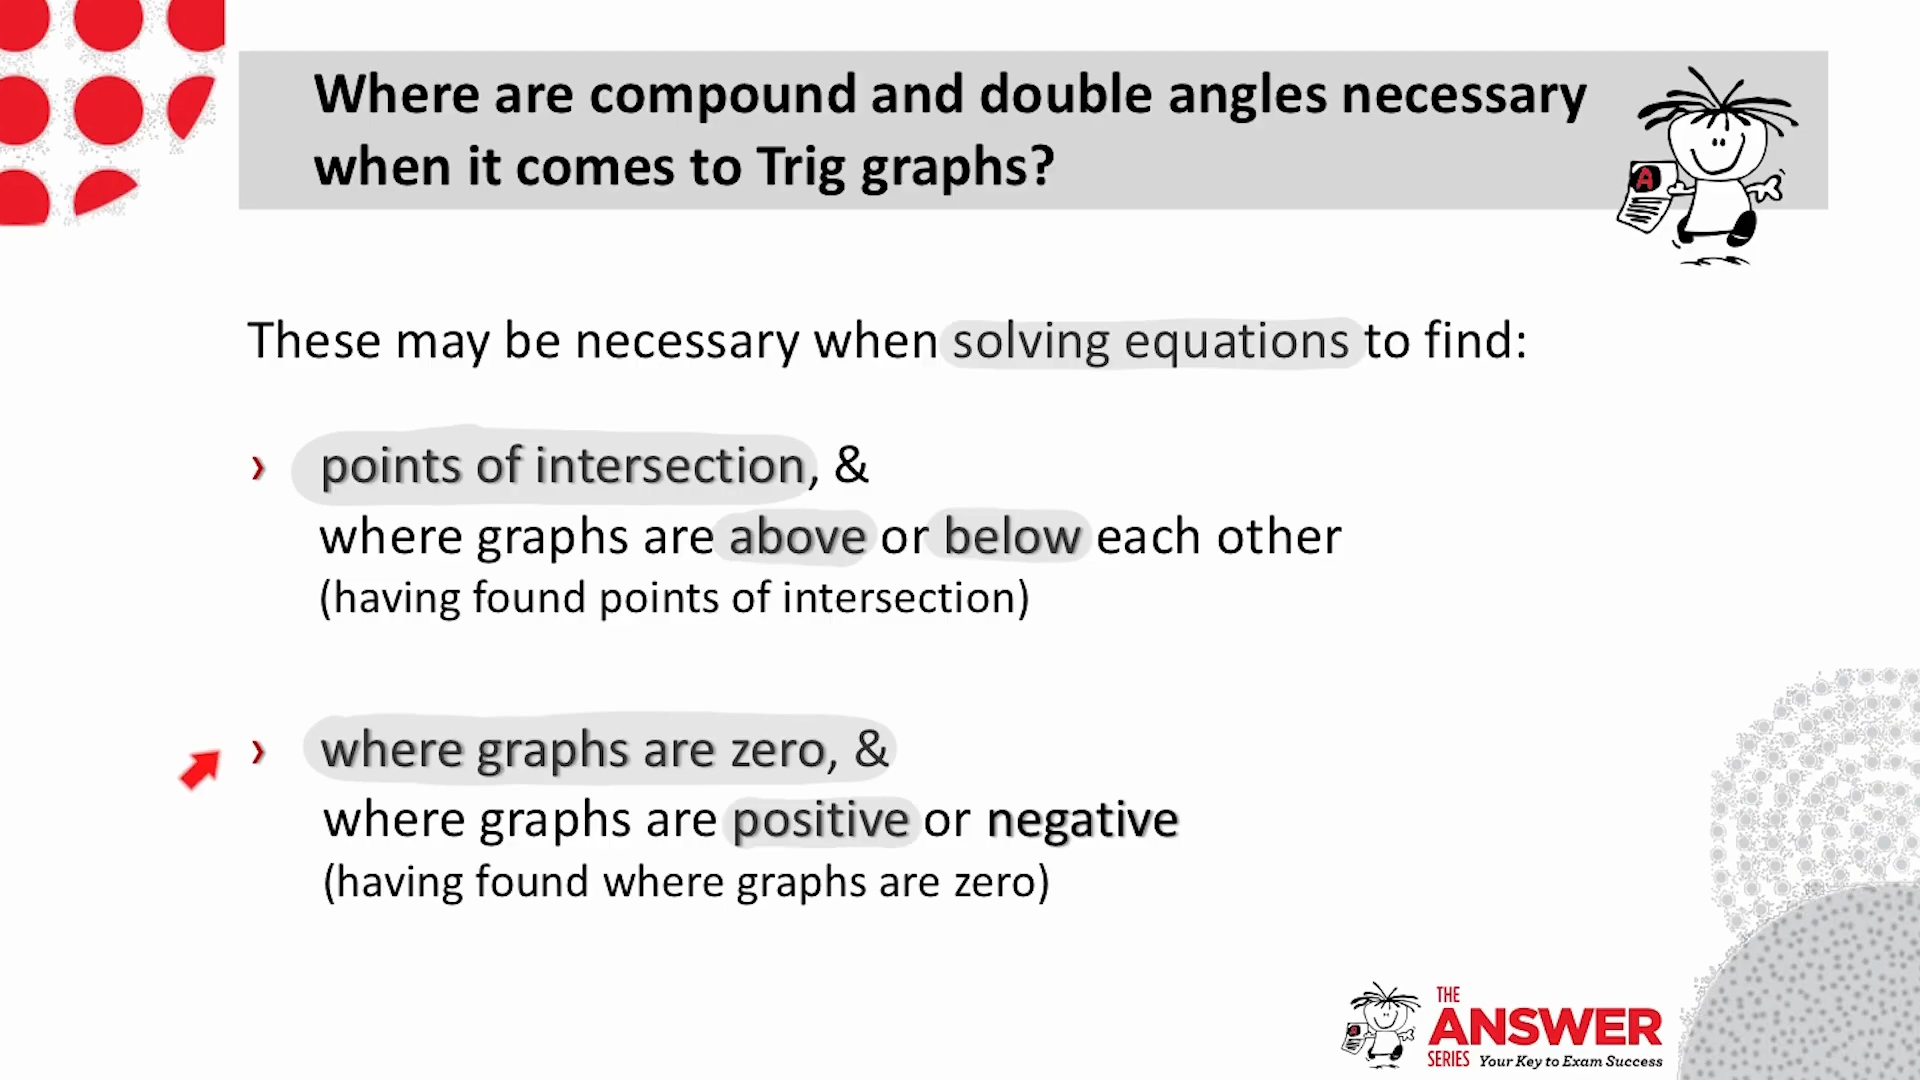 Where are compound and double angles necessary
when it comes to Trig graphs?
A
These may be necessary when solving equations to find:
› points of intersection, &
where graphs are above or below each other
(having found points of intersection)
› where graphs are zero, &
where graphs are positive or negative
(having found where graphs are zero)
THE
ANSWER
SERIES Your Key to Exam Success